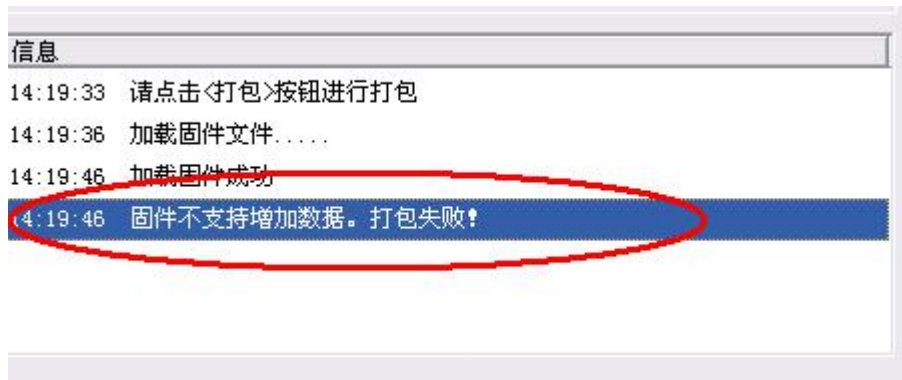 信息
14:19:33 请点击<打包>按钮进行打包
14:19:36 加载固件文件.....
14:19:46 加载固件成功
14:19:46 固件不支持增加数据。打包失败!